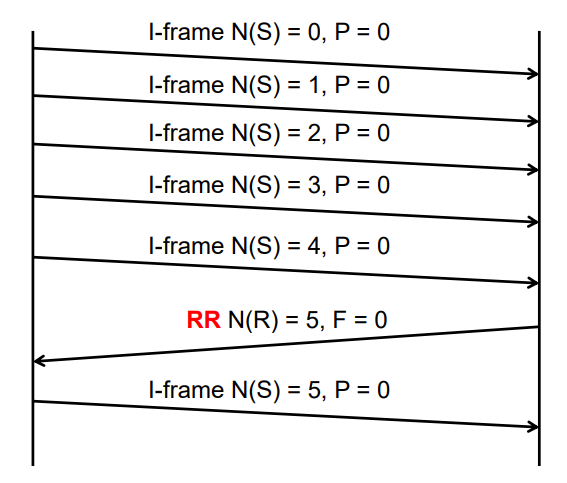 I-frame N(S) = 0, P = 0
I-frame N(S) = 1, P = 0
I-frame N(S) = 2, P = 0
I-frame N(S) = 3, P = 0
I-frame N(S) = 4, P = 0
RR N(R) = 5, F = 0
I-frame N(S) = 5, P = 0